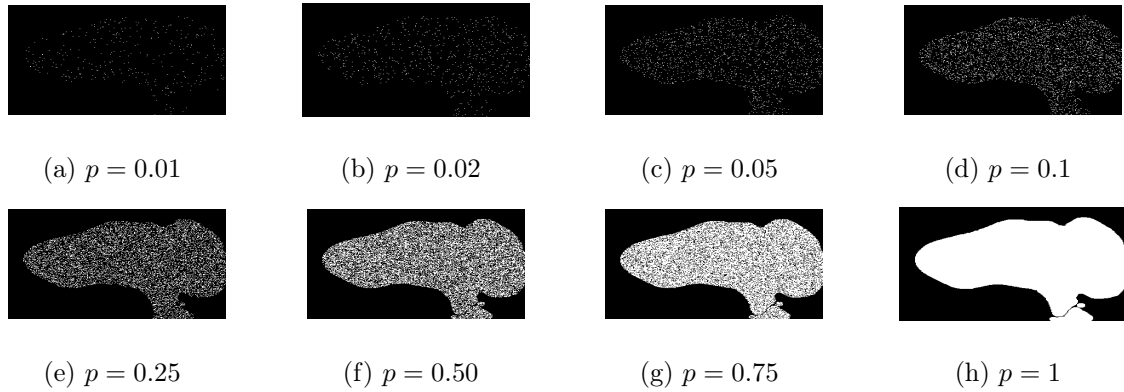 (a) p = 0.01
(b) p = 0.02
(c) p = 0.05
(d) p = 0.1
(e) p = 0.25
(f) p = 0.50
(g) p = 0.75
(h) p = 1